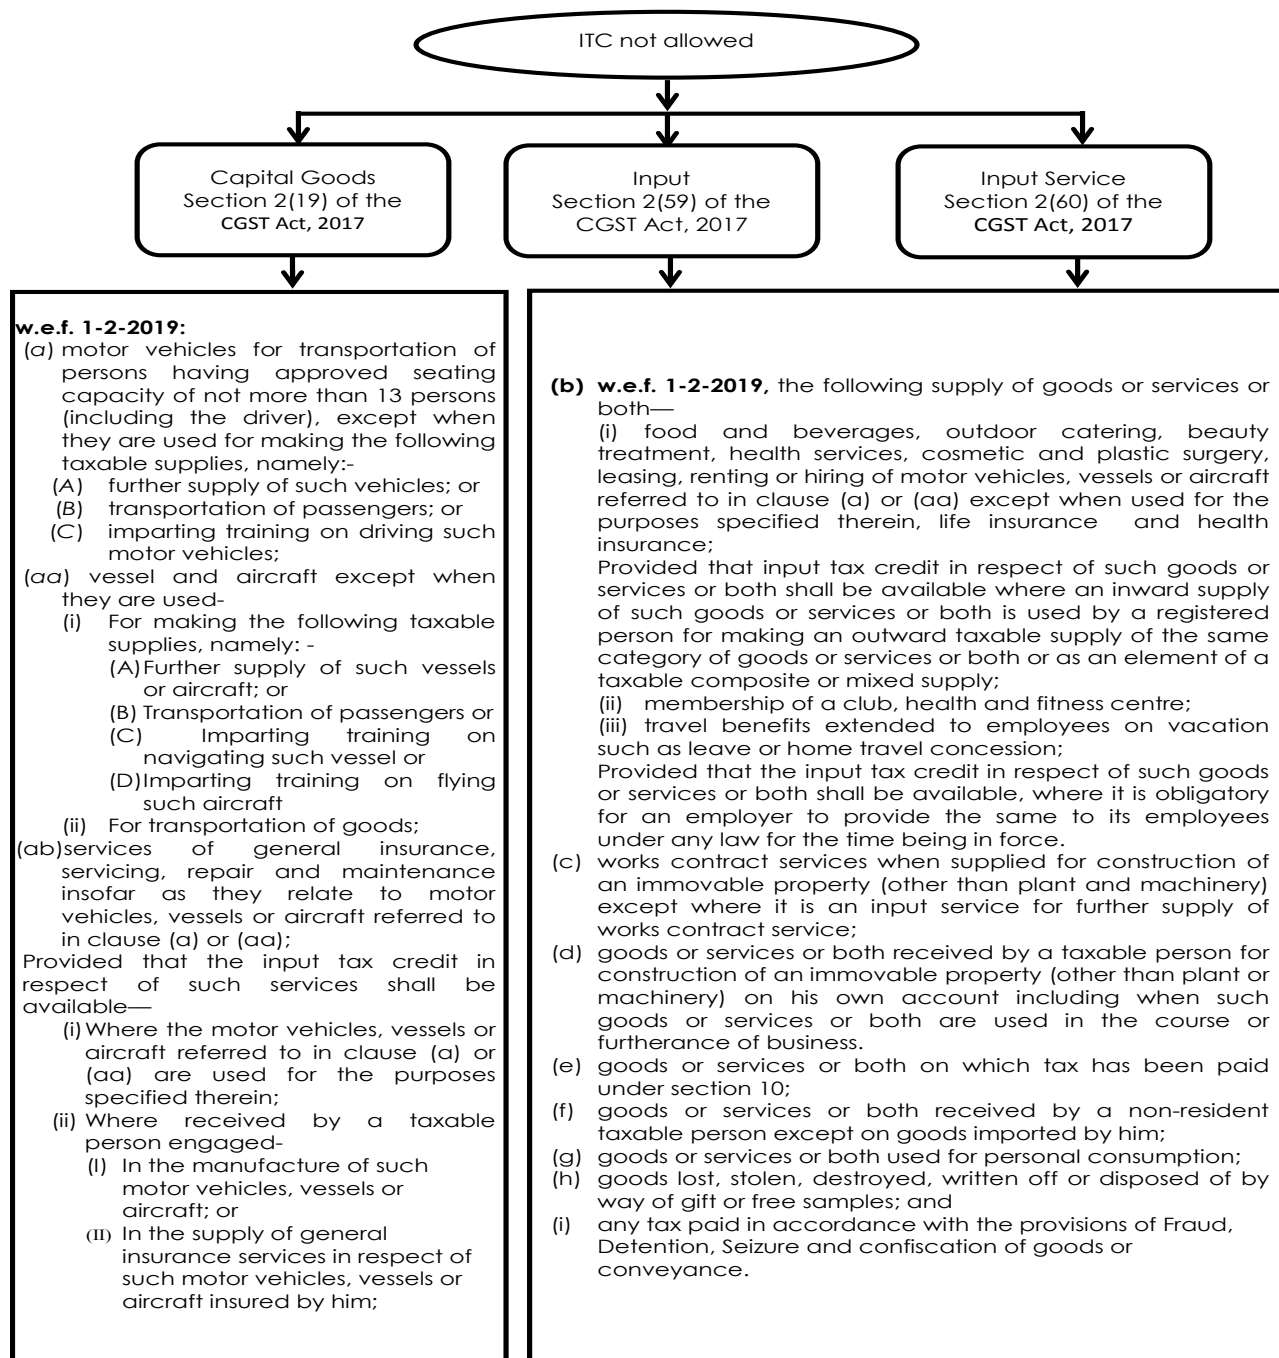 ITC not allowed
Capital Goods
Section 2(19) of the
CGST Act, 2017
Input
Section 2(59) of the
CGST Act, 2017
Input Service
Section 2(60) of the
CGST Act, 2017
w.e.f. 1-2-2019:
(a) motor vehicles for transportation of
persons having approved seating
capacity of not more than 13 persons
(including the driver), except when
they are used for making the following
taxable supplies, namely:-
(A) further supply of such vehicles; or
(B) transportation of passengers; or
(C) imparting training on driving such
motor vehicles;
(aa) vessel and aircraft except when
they are used-
(i) For making the following taxable
supplies, namely: -
(A) Further supply of such vessels
or aircraft; or
(B) Transportation of passengers or
(C) Imparting training on
navigating such vessel or
(D) Imparting training on flying
such aircraft
(ii) For transportation of goods;
(ab) services of general insurance,
servicing, repair and maintenance
insofar as they relate to motor
vehicles, vessels or aircraft referred to
in clause (a) or (aa);
Provided that the input tax credit in
respect of such services shall be
available—
(i) Where the motor vehicles, vessels or
aircraft referred to in clause (a) or
(aa) are used for the purposes
specified therein;
(ii) Where received by a taxable
person engaged-
(I) In the manufacture of such
motor vehicles, vessels or
aircraft; or
(II) In the supply of general
insurance services in respect of
such motor vehicles, vessels or
aircraft insured by him;
(b) w.e.f. 1-2-2019, the following supply of goods or services or
both—
(i) food and beverages, outdoor catering, beauty
treatment, health services, cosmetic and plastic surgery,
leasing, renting or hiring of motor vehicles, vessels or aircraft
referred to in clause (a) or (aa) except when used for the
purposes specified therein, life insurance and health
insurance;
Provided that input tax credit in respect of such goods or
services or both shall be available where an inward supply
of such goods or services or both is used by a registered
person for making an outward taxable supply of the same
category of goods or services or both or as an element of a
taxable composite or mixed supply;
(ii) membership of a club, health and fitness centre;
(iii) travel benefits extended to employees on vacation
such as leave or home travel concession;
Provided that the input tax credit in respect of such goods
or services or both shall be available, where it is obligatory
for an employer to provide the same to its employees
under any law for the time being in force.
(c) works contract services when supplied for construction of
an immovable property (other than plant and machinery)
except where it is an input service for further supply of
works contract service;
(d) goods or services or both received by a taxable person for
construction of an immovable property (other than plant or
machinery) on his own account including when such
goods or services or both are used in the course or
furtherance of business.
(e) goods or services or both on which tax has been paid
under section 10;
(f) goods or services or both received by a non-resident
taxable person except on goods imported by him;
(g) goods or services or both used for personal consumption;
(h) goods lost, stolen, destroyed, written off or disposed of by
way of gift or free samples; and
(i) any tax paid in accordance with the provisions of Fraud,
Detention, Seizure and confiscation of goods or
conveyance.